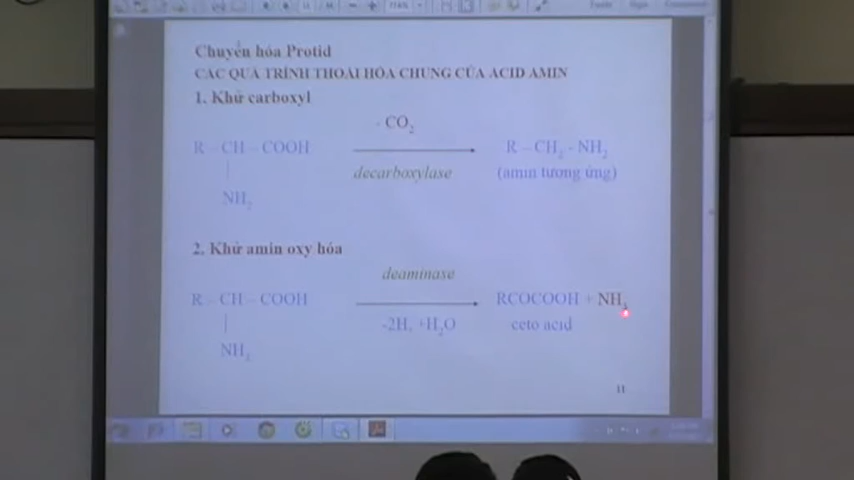 Chuyển hóa Protid
CÁC QUÁ TRÌNH THOÁI HÓA CHUNG CỦA ACID AMIN
1. Khử carboxyl
- CO2
R – CH – COOH
R – CH2 - NH2
decarboxylase
(amin tương ứng)
NH2
2. Khử amin oxy hóa
deaminase
R – CH – COOH
RCOCOOH + NH3
-2H, +H2O
ceto acid
NH2
11